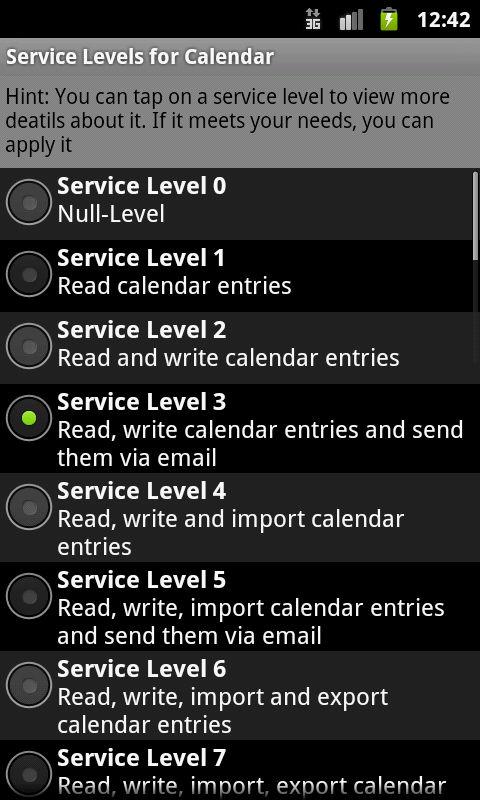 3G 12:42
Service Levels for Calendar
Hint: You can tap on a service level to view more
deatils about it. If it meets your needs, you can
apply it
Service Level 0
Null-Level
Service Level 1
Read calendar entries
Service Level 2
Read and write calendar entries
Service Level 3
Read, write calendar entries and send
them via email
Service Level 4
Read, write and import calendar
entries
Service Level 5
Read, write, import calendar entries
and send them via email
Service Level 6
Read, write, import and export
calendar entries
Service Level 7
Read, write, import, export calendar